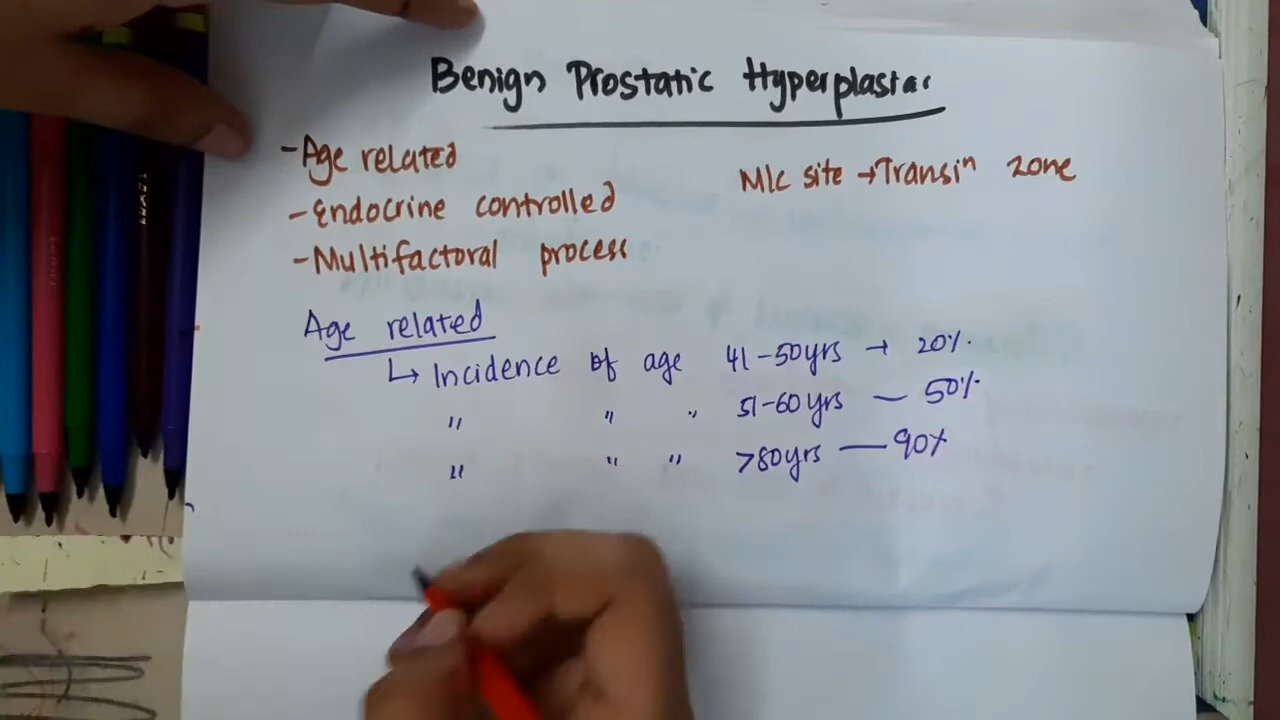 Benign Prostatic Hyperplasia
- Age related
- Endocrine controlled
- Multifactoral process
M/c site → Transiⁿ zone
Age related
↳ Incidence of age 41-50yrs → 20%.
" " " 51-60 yrs — 50%
" " " >80yrs — 90%